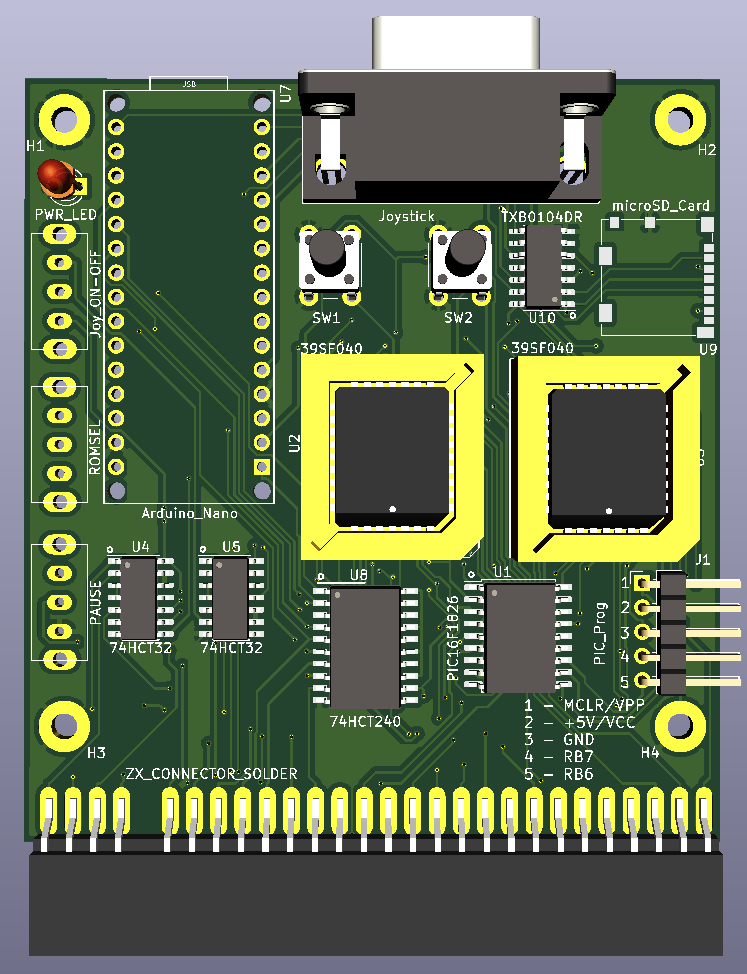 JSB
U7
H1
H2
PWR_LED
Joystick
TXB0104DR
microSD_Card
Joy_ON-OFF
SW1
SW2
U10
U9
39SF040
39SF040
U2
ROMSEL
Arduino_Nano
U4
U5
U8
U1
J1
PAUSE
PIC16F1826
PIC_Prog
1
2
3
4
5
74HCT32
74HCT32
74HCT240
1 - MCLR/VPP
2 - +5V/VCC
3 - GND
4 - RB7
5 - RB6
H3
H4
ZX_CONNECTOR_SOLDER